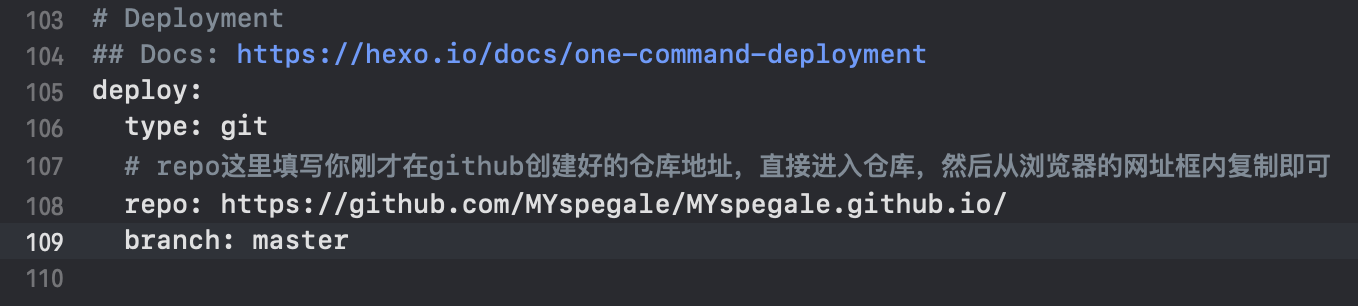 103 # Deployment
104 ## Docs: https://hexo.io/docs/one-command-deployment
105 deploy:
106   type: git
107   # repo这里填写你刚才在github创建好的仓库地址，直接进入仓库，然后从浏览器的网址框内复制即可
108   repo: https://github.com/MYspegale/MYspegale.github.io/
109   branch: master
110